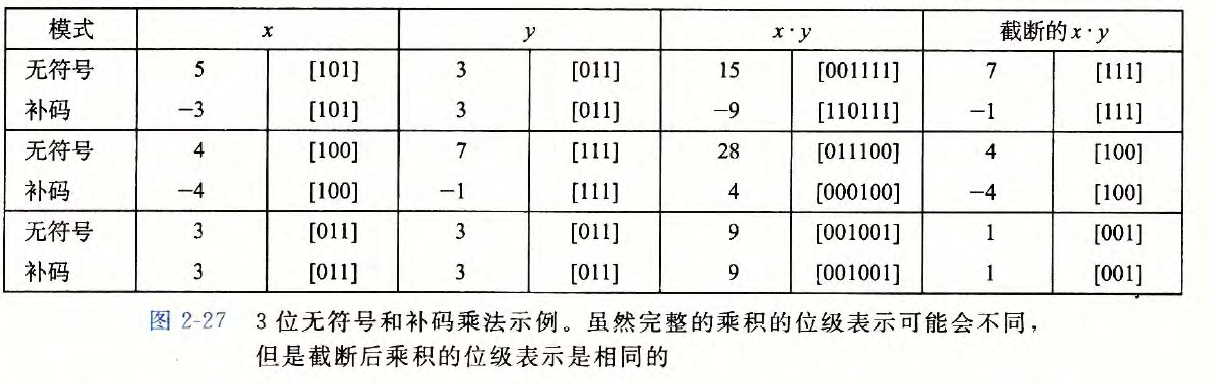 模式 x y x · y 截断的x · y
无符号 5 [101] 3 [011] 15 [001111] 7 [111]
补码 −3 [101] 3 [011] −9 [110111] −1 [111]
无符号 4 [100] 7 [111] 28 [011100] 4 [100]
补码 −4 [100] −1 [111] 4 [000100] −4 [100]
无符号 3 [011] 3 [011] 9 [001001] 1 [001]
补码 3 [011] 3 [011] 9 [001001] 1 [001]
图 2-27 3 位无符号和补码乘法示例。虽然完整的乘积的位级表示可能会不同，
但是截断后乘积的位级表示是相同的